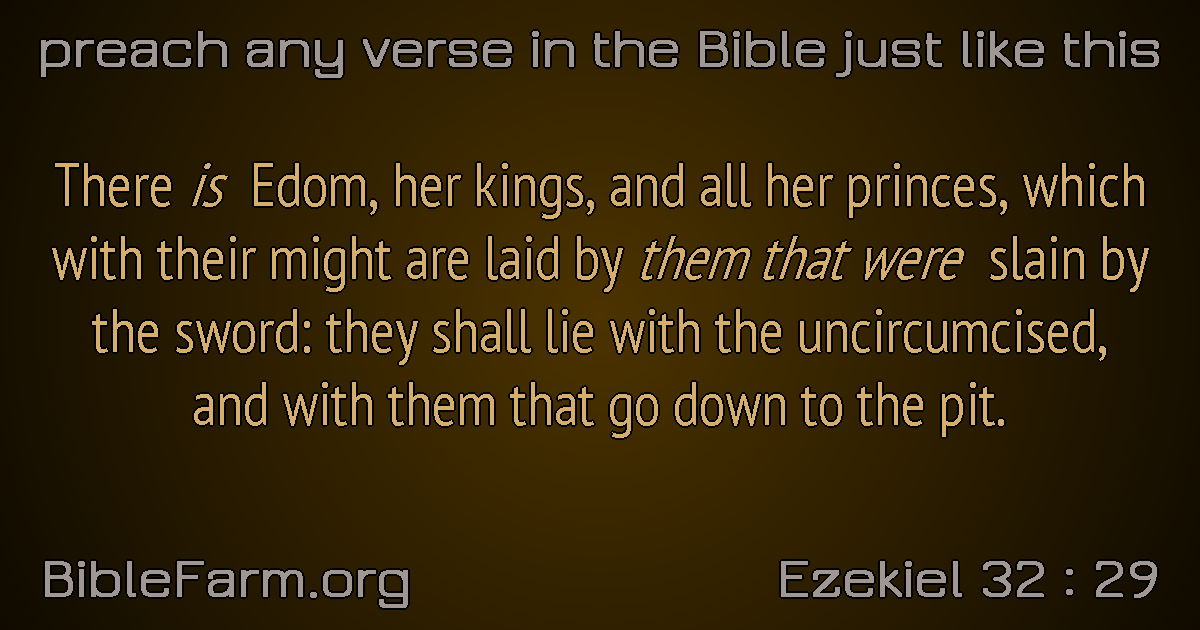 preach any verse in the Bible just like this
There is Edom, her kings, and all her princes, which
with their might are laid by them that were slain by
the sword: they shall lie with the uncircumcised,
and with them that go down to the pit.
BibleFarm.org
Ezekiel 32 : 29